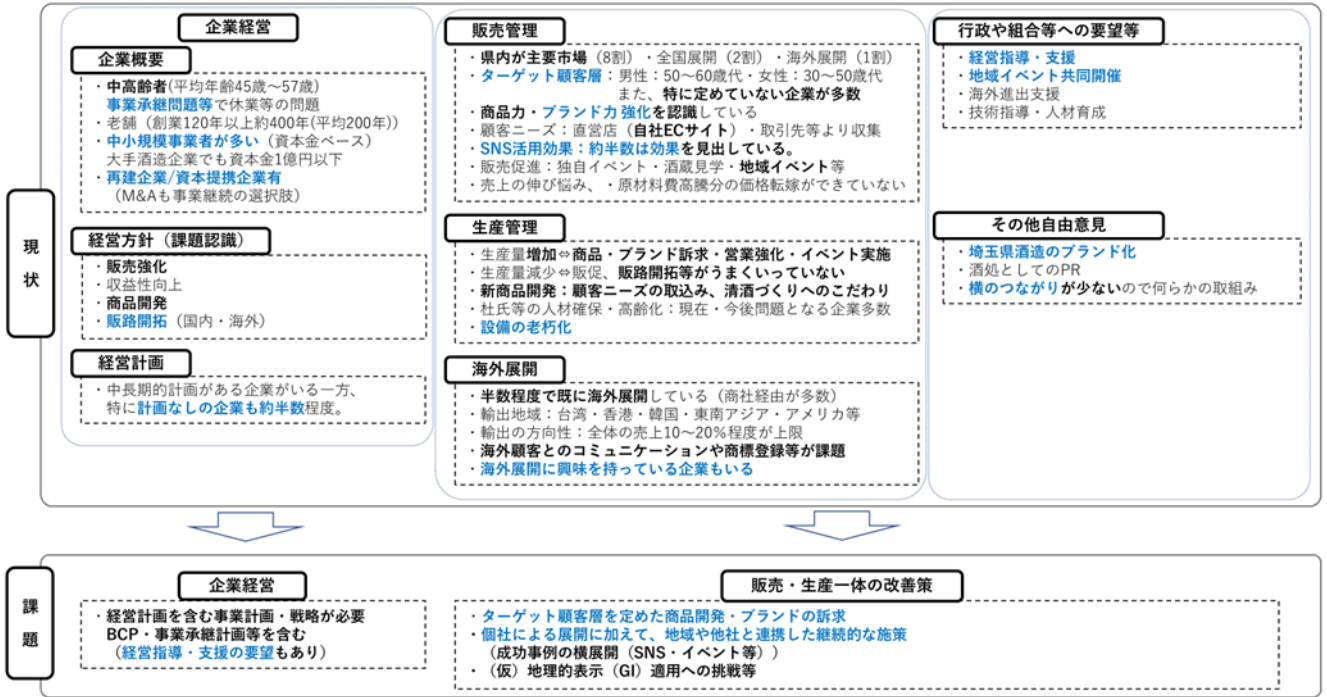 現状
企業経営
企業概要
・中高齢者(平均年齢45歳～57歳)
事業承継問題等で休業等の問題
・老舗（創業120年以上約400年(平均200年)）
・中小規模事業者が多い（資本金ベース）
大手酒造企業でも資本金1億円以下
・再建企業/資本提携企業有
（M&Aも事業継続の選択肢）
経営方針（課題認識）
・販売強化
・収益性向上
・商品開発
・販路開拓（国内・海外）
経営計画
・中長期的計画がある企業がいる一方、
特に計画なしの企業も約半数程度。
販売管理
・県内が主要市場（8割）・全国展開（2割）・海外展開（1割）
・ターゲット顧客層：男性：50～60歳代・女性：30～50歳代
また、特に定めていない企業が多数
・商品力・ブランド力 強化を認識している
・顧客ニーズ：直営店（自社ECサイト）・取引先等より収集
・SNS活用効果：約半数は効果を見出している。
・販売促進：独自イベント・酒蔵見学・地域イベント等
・売上の伸び悩み、・原材料費高騰分の価格転嫁ができていない
生産管理
・生産量増加⇔商品・ブランド訴求・営業強化・イベント実施
・生産量減少⇔販促、販路開拓等がうまくいっていない
・新商品開発：顧客ニーズの取込み、清酒づくりへのこだわり
・杜氏等の人材確保・高齢化：現在・今後問題となる企業多数
・設備の老朽化
海外展開
・半数程度で既に海外展開している（商社経由が多数）
・輸出地域：台湾・香港・韓国・東南アジア・アメリカ等
・輸出の方向性：全体の売上10～20%程度が上限
・海外顧客とのコミュニケーションや商標登録等が課題
・海外展開に興味を持っている企業もいる
行政や組合等への要望等
・経営指導・支援
・地域イベント共同開催
・海外進出支援
・技術指導・人材育成
その他自由意見
・埼玉県酒造のブランド化
・酒処としてのPR
・横のつながりが少ないので何らかの取組み
課題
企業経営
・経営計画を含む事業計画・戦略が必要
BCP・事業承継計画等を含む
（経営指導・支援の要望もあり）
販売・生産一体の改善策
・ターゲット顧客層を定めた商品開発・ブランドの訴求
・個社による展開に加えて、地域や他社と連携した継続的な施策
（成功事例の横展開（SNS・イベント等））
・（仮）地理的表示（GI）適用への挑戦等